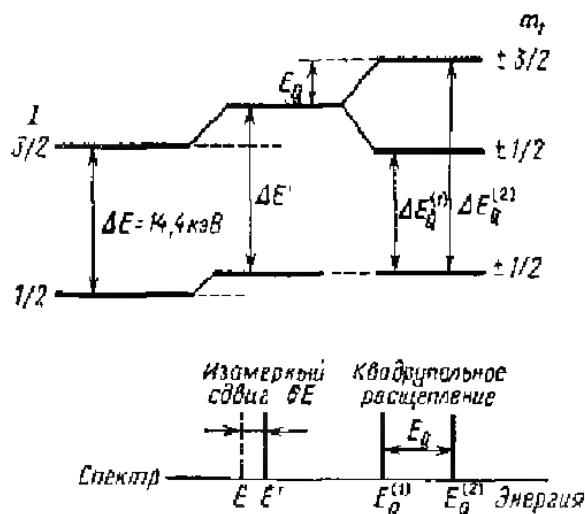 m₁
± 3/2
E_Q
I
3/2
± 1/2
ΔE = 14,4 кэВ
ΔE'
ΔE_Q^(1)
ΔE_Q^(2)
± 1/2
1/2
Изомерный
сдвиг δE
Квадрупольное
расщепление
E_Q
Спектр
E E' E_Q^(1) E_Q^(2) Энергия